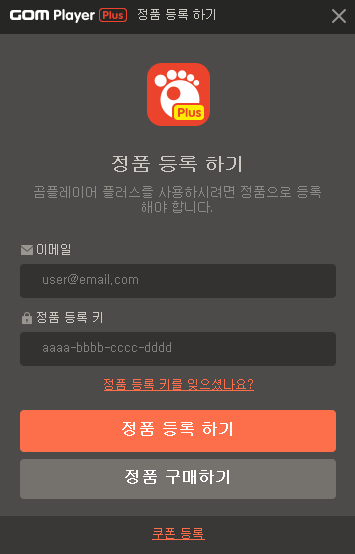 GOM Player Plus 정품 등록 하기
Plus
정품 등록 하기
곰플레이어 플러스를 사용하시려면 정품으로 등록
해야 합니다.
이메일
user@email.com
정품 등록 키
aaaa-bbbb-cccc-dddd
정품 등록 키를 잊으셨나요?
정품 등록 하기
정품 구매하기
쿠폰 등록